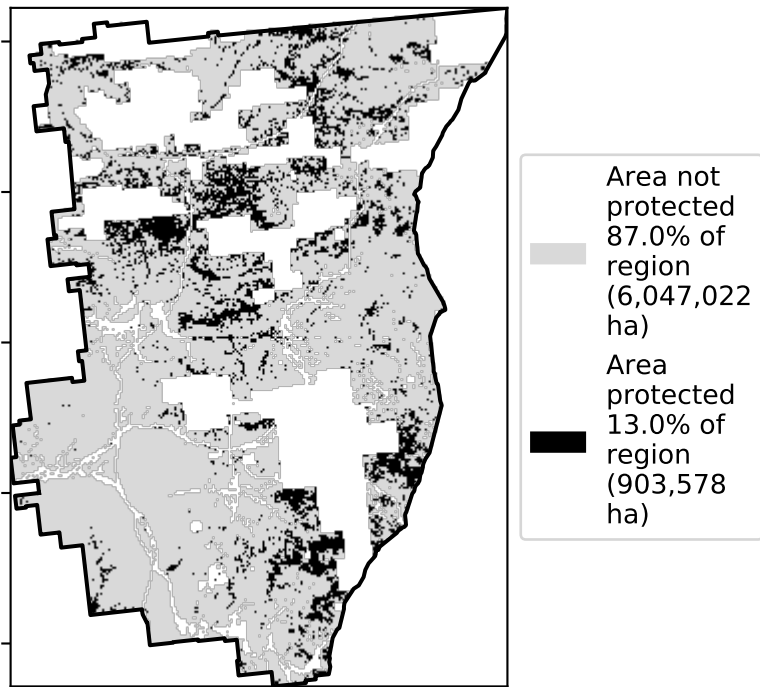 Area not
protected
87.0% of
region
(6,047,022
ha)
Area
protected
13.0% of
region
(903,578
ha)